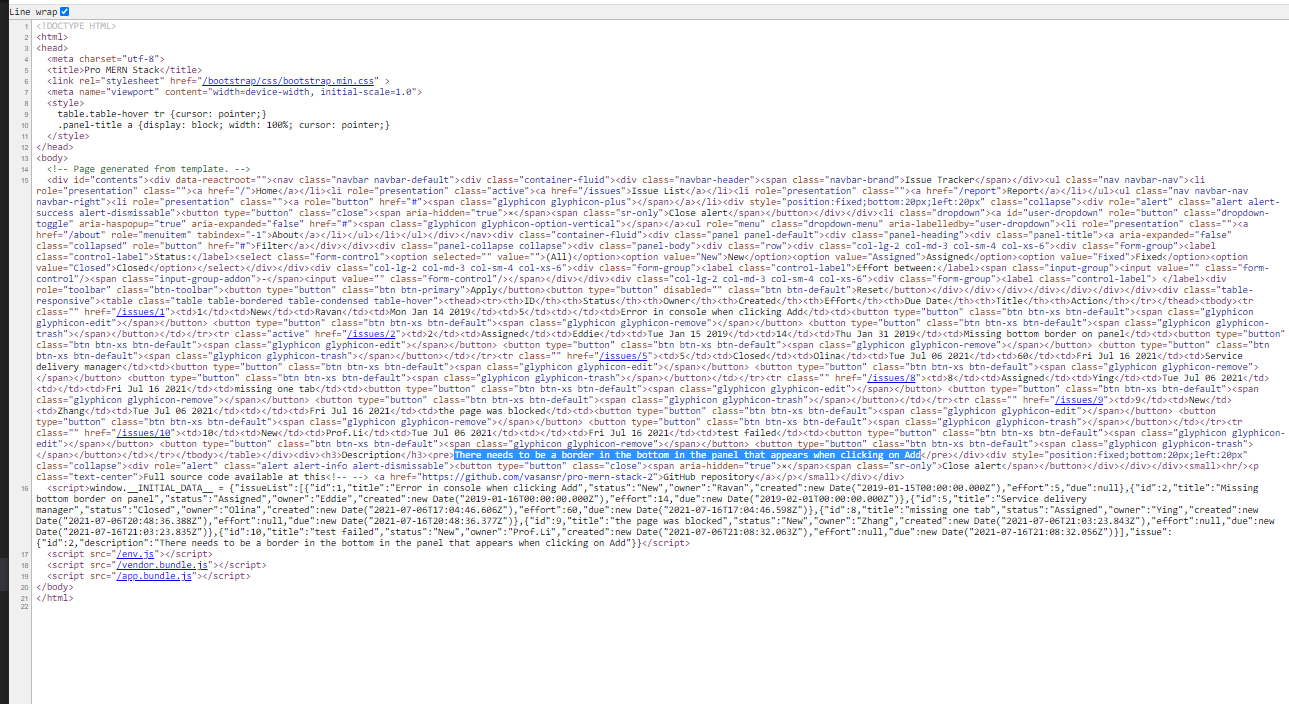 Line wrap
1 <!DOCTYPE HTML>
2 <html>
3 <head>
4 <meta charset="utf-8">
5 <title>Pro MERN Stack</title>
6 <link rel="stylesheet" href="/bootstrap/css/bootstrap.min.css" >
7 <meta name="viewport" content="width=device-width, initial-scale=1.0">
8 <style>
9 table.table-hover tr {cursor: pointer;}
10 .panel-title a {display: block; width: 100%; cursor: pointer;}
11 </style>
12 </head>
13 <body>
14 <!-- Page generated from template. -->
15 <div id="contents"><div data-reactroot=""><nav class="navbar navbar-default"><div class="container-fluid"><div class="navbar-header"><span class="navbar-brand">Issue Tracker</span></div><ul class="nav navbar-nav"><li
role="presentation" class=""><a href="/">Home</a></li><li role="presentation" class="active"><a href="/issues">Issue List</a></li><li role="presentation" class=""><a href="/report">Report</a></li></ul><ul class="nav navbar-nav
navbar-right"><li role="presentation" class=""><a role="button" href="#"><span class="glyphicon glyphicon-plus"></span></a></li><div style="position:fixed;bottom:20px;left:20px" class="collapse"><div role="alert" class="alert alert-
success alert-dismissable"><button type="button" class="close"><span aria-hidden="true">×</span><span class="sr-only">Close alert</span></button></div></div><li class="dropdown"><a id="user-dropdown" role="button" class="dropdown-
toggle" aria-haspopup="true" aria-expanded="false" href="#"><span class="glyphicon glyphicon-option-vertical"></span></a><ul role="menu" class="dropdown-menu" aria-labelledby="user-dropdown"><li role="presentation" class=""><a
href="/about" role="menuitem" tabindex="-1">About</a></li></ul></li></ul></div></nav><div class="container-fluid"><div class="panel panel-default"><div class="panel-heading"><div class="panel-title"><a aria-expanded="false"
class="collapsed" role="button" href="#">Filter</a></div></div><div class="panel-collapse collapse"><div class="panel-body"><div class="row"><div class="col-lg-2 col-md-3 col-sm-4 col-xs-6"><div class="form-group"><label
class="control-label">Status:</label><select class="form-control"><option selected="" value="">(All)</option><option value="New">New</option><option value="Assigned">Assigned</option><option value="Fixed">Fixed</option><option
value="Closed">Closed</option></select></div></div><div class="col-lg-2 col-md-3 col-sm-4 col-xs-6"><div class="form-group"><label class="control-label">Effort between:</label><span class="input-group"><input value="" class="form-
control"/><span class="input-group-addon">-</span><input value="" class="form-control"/></span></div></div><div class="col-lg-2 col-md-3 col-sm-4 col-xs-6"><div class="form-group"><label class="control-label"> </label><div
role="toolbar" class="btn-toolbar"><button type="button" class="btn btn-primary">Apply</button><button type="button" disabled="" class="btn btn-default">Reset</button></div></div></div></div></div></div></div><div class="table-
responsive"><table class="table table-bordered table-condensed table-hover"><thead><tr><th>ID</th><th>Status</th><th>Owner</th><th>Created</th><th>Effort</th><th>Due Date</th><th>Title</th><th>Action</th></tr></thead><tbody><tr
class="" href="/issues/1"><td>1</td><td>New</td><td>Ravan</td><td>Mon Jan 14 2019</td><td>5</td><td></td><td>Error in console when clicking Add</td><td><button type="button" class="btn btn-xs btn-default"><span class="glyphicon
glyphicon-edit"></span></button> <button type="button" class="btn btn-xs btn-default"><span class="glyphicon glyphicon-remove"></span></button> <button type="button" class="btn btn-xs btn-default"><span class="glyphicon glyphicon-
trash"></span></button></td></tr><tr class="active" href="/issues/2"><td>2</td><td>Assigned</td><td>Eddie</td><td>Tue Jan 15 2019</td><td>14</td><td>Thu Jan 31 2019</td><td>Missing bottom border on panel</td><td><button type="button"
class="btn btn-xs btn-default"><span class="glyphicon glyphicon-edit"></span></button> <button type="button" class="btn btn-xs btn-default"><span class="glyphicon glyphicon-remove"></span></button> <button type="button" class="btn
btn-xs btn-default"><span class="glyphicon glyphicon-trash"></span></button></td></tr><tr class="" href="/issues/5"><td>5</td><td>Closed</td><td>Olina</td><td>Tue Jul 06 2021</td><td>60</td><td>Fri Jul 16 2021</td><td>Service
delivery manager</td><td><button type="button" class="btn btn-xs btn-default"><span class="glyphicon glyphicon-edit"></span></button> <button type="button" class="btn btn-xs btn-default"><span class="glyphicon glyphicon-remove">
</span></button> <button type="button" class="btn btn-xs btn-default"><span class="glyphicon glyphicon-trash"></span></button></td></tr><tr class="" href="/issues/8"><td>8</td><td>Assigned</td><td>Ying</td><td>Tue Jul 06 2021</td>
<td></td><td>Fri Jul 16 2021</td><td>missing one tab</td><td><button type="button" class="btn btn-xs btn-default"><span class="glyphicon glyphicon-edit"></span></button> <button type="button" class="btn btn-xs btn-default"><span
class="glyphicon glyphicon-remove"></span></button> <button type="button" class="btn btn-xs btn-default"><span class="glyphicon glyphicon-trash"></span></button></td></tr><tr class="" href="/issues/9"><td>9</td><td>New</td>
<td>Zhang</td><td>Tue Jul 06 2021</td><td></td><td>Fri Jul 16 2021</td><td>the page was blocked</td><td><button type="button" class="btn btn-xs btn-default"><span class="glyphicon glyphicon-edit"></span></button> <button
type="button" class="btn btn-xs btn-default"><span class="glyphicon glyphicon-remove"></span></button> <button type="button" class="btn btn-xs btn-default"><span class="glyphicon glyphicon-trash"></span></button></td></tr><tr
class="" href="/issues/10"><td>10</td><td>New</td><td>Prof.Li</td><td>Tue Jul 06 2021</td><td></td><td>Fri Jul 16 2021</td><td>test failed</td><td><button type="button" class="btn btn-xs btn-default"><span class="glyphicon glyphicon-
edit"></span></button> <button type="button" class="btn btn-xs btn-default"><span class="glyphicon glyphicon-remove"></span></button> <button type="button" class="btn btn-xs btn-default"><span class="glyphicon glyphicon-trash">
</span></button></td></tr></tbody></table></div><div><h3>Description</h3><pre>There needs to be a border in the bottom in the panel that appears when clicking on Add</pre></div><div style="position:fixed;bottom:20px;left:20px"
class="collapse"><div role="alert" class="alert alert-info alert-dismissable"><button type="button" class="close"><span aria-hidden="true">×</span><span class="sr-only">Close alert</span></button></div></div></div><small><hr/><p
class="text-center">Full source code available at this<!-- --> <a href="https://github.com/vasansr/pro-mern-stack-2">GitHub repository</a></p></small></div></div>
16 <script>window.__INITIAL_DATA__ = {"issueList":[{"id":1,"title":"Error in console when clicking Add","status":"New","owner":"Ravan","created":new Date("2019-01-15T00:00:00.000Z"),"effort":5,"due":null},{"id":2,"title":"Missing
bottom border on panel","status":"Assigned","owner":"Eddie","created":new Date("2019-01-16T00:00:00.000Z"),"effort":14,"due":new Date("2019-02-01T00:00:00.000Z")},{"id":5,"title":"Service delivery
manager","status":"Closed","owner":"Olina","created":new Date("2021-07-06T17:04:46.606Z"),"effort":60,"due":new Date("2021-07-16T17:04:46.598Z")},{"id":8,"title":"missing one tab","status":"Assigned","owner":"Ying","created":new
Date("2021-07-06T20:48:36.388Z"),"effort":null,"due":new Date("2021-07-16T20:48:36.377Z")},{"id":9,"title":"the page was blocked","status":"New","owner":"Zhang","created":new Date("2021-07-06T21:03:23.843Z"),"effort":null,"due":new
Date("2021-07-16T21:03:23.835Z")},{"id":10,"title":"test failed","status":"New","owner":"Prof.Li","created":new Date("2021-07-06T21:08:32.063Z"),"effort":null,"due":new Date("2021-07-16T21:08:32.056Z")}],"issue":
{"id":2,"description":"There needs to be a border in the bottom in the panel that appears when clicking on Add"}}</script>
17 <script src="/env.js"></script>
18 <script src="/vendor.bundle.js"></script>
19 <script src="/app.bundle.js"></script>
20 </body>
21 </html>
22